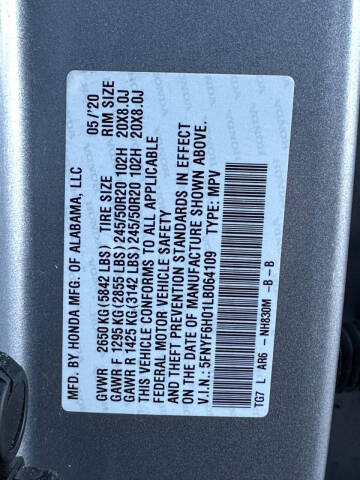 MFD. BY HONDA MFG. OF ALABAMA, LLC 05/'20
GVWR 2650 KG (5842 LBS) TIRE SIZE RIM SIZE
GAWR F 1295 KG (2855 LBS) 245/50R20 102H 20X8.0J
GAWR R 1425 KG (3142 LBS) 245/50R20 102H 20X8.0J
THIS VEHICLE CONFORMS TO ALL APPLICABLE
FEDERAL MOTOR VEHICLE SAFETY
AND THEFT PREVENTION STANDARDS IN EFFECT
ON THE DATE OF MANUFACTURE SHOWN ABOVE.
V.I.N.: 5FNYF6H01LB064109 TYPE: MPV
TG7 L AR6 - NH830M -B - B